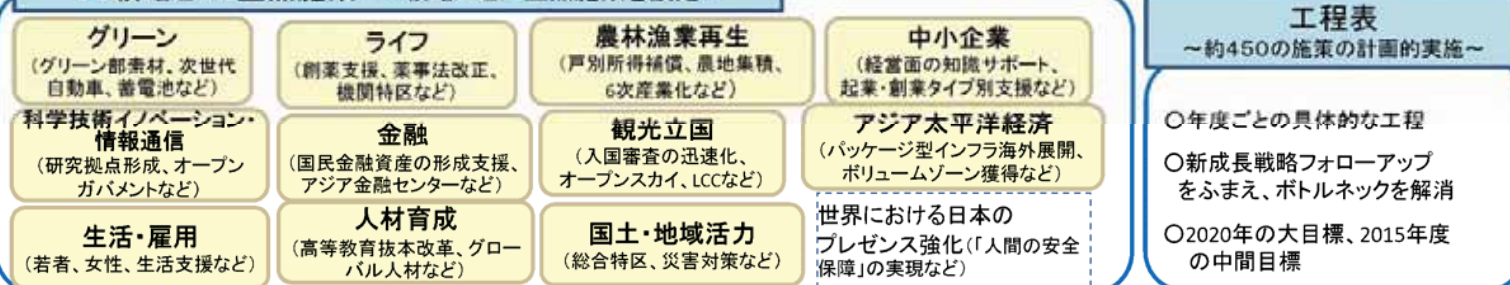 グリーン
(グリーン部素材、次世代
自動車、蓄電池など)
ライフ
(創薬支援、薬事法改正、
機関特区など)
農林漁業再生
(戸別所得補償、農地集積、
6次産業化など)
中小企業
(経営面の知識サポート、
起業・創業タイプ別支援など)
科学技術イノベーション・
情報通信
(研究拠点形成、オープン
ガバメントなど)
金融
(国民金融資産の形成支援、
アジア金融センターなど)
観光立国
(入国審査の迅速化、
オープンスカイ、LCCなど)
アジア太平洋経済
(パッケージ型インフラ海外展開、
ボリュームゾーン獲得など)
生活・雇用
(若者、女性、生活支援など)
人材育成
(高等教育抜本改革、グロー
バル人材など)
国土・地域活力
(総合特区、災害対策など)
世界における日本の
プレゼンス強化(「人間の安全
保障」の実現など)
工程表
～約450の施策の計画的実施～
〇年度ごとの具体的な工程
〇新成長戦略フォローアップ
をふまえ、ボトルネックを解消
〇2020年の大目標、2015年度
の中間目標